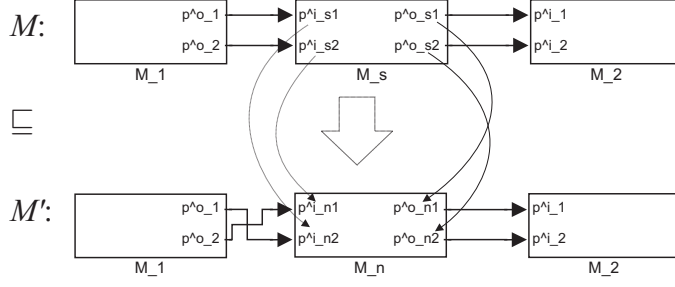 M: p^o_1 p^i_s1 p^o_s1 p^i_1
p^o_2 p^i_s2 p^o_s2 p^i_2
M_1 M_s M_2
⊑
M': p^o_1 p^i_n1 p^o_n1 p^i_1
p^o_2 p^i_n2 p^o_n2 p^i_2
M_1 M_n M_2